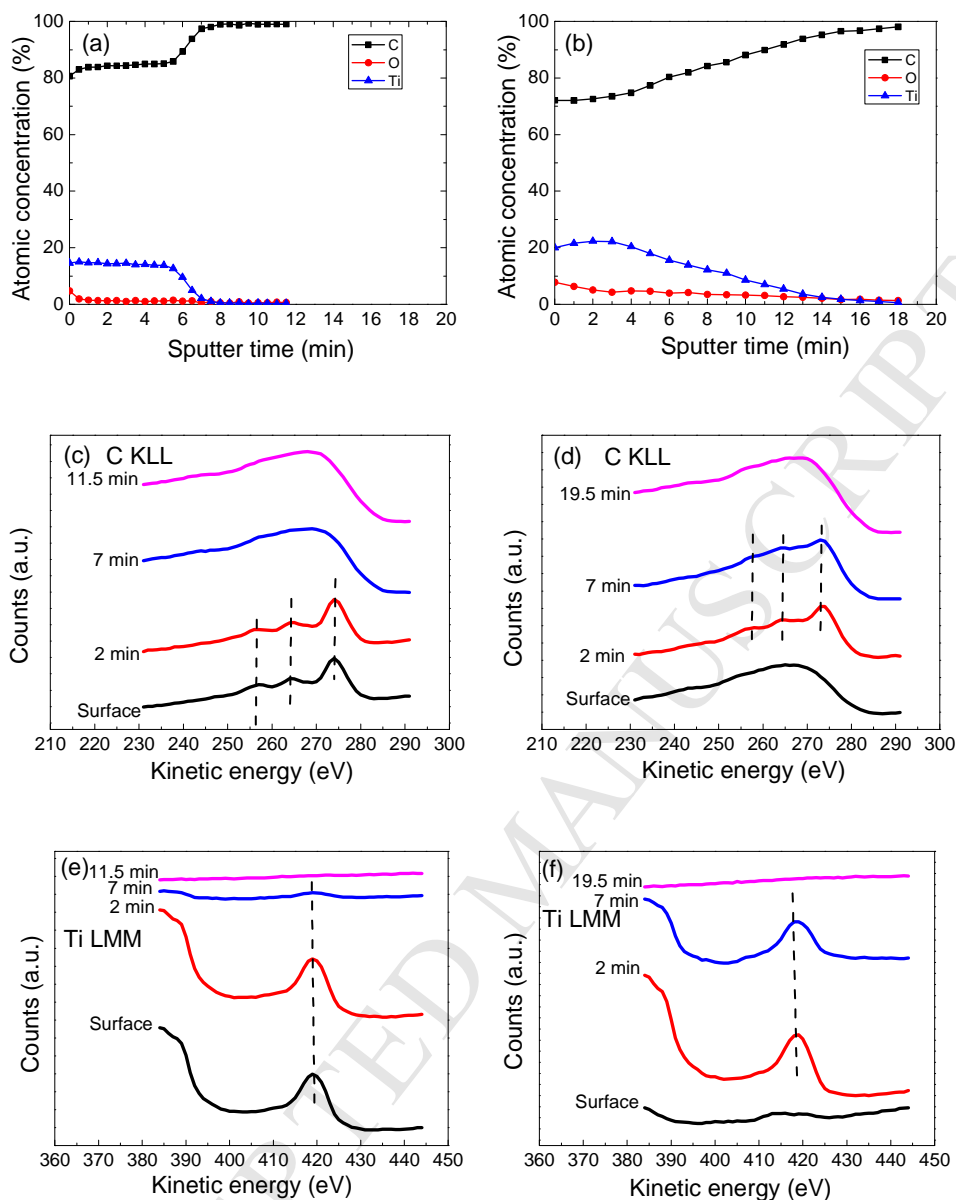 (a)
C
O
Ti
Atomic concentration (%)
100
80
60
40
20
0
0 2 4 6 8 10 12 14 16 18 20
Sputter time (min)
(b)
C
O
Ti
Atomic concentration (%)
100
80
60
40
20
0
0 2 4 6 8 10 12 14 16 18 20
Sputter time (min)
(c) C KLL
11.5 min
7 min
2 min
Surface
Counts (a.u.)
210 220 230 240 250 260 270 280 290 300
Kinetic energy (eV)
(d) C KLL
19.5 min
7 min
2 min
Surface
Counts (a.u.)
210 220 230 240 250 260 270 280 290 300
Kinetic energy (eV)
(e)
11.5 min
7 min
2 min
Ti LMM
Surface
Counts (a.u.)
360 370 380 390 400 410 420 430 440 450
Kinetic energy (eV)
(f)
19.5 min
7 min
Ti LMM
2 min
Surface
Counts (a.u.)
360 370 380 390 400 410 420 430 440 450
Kinetic energy (eV)
PTED MANUSCRIPT